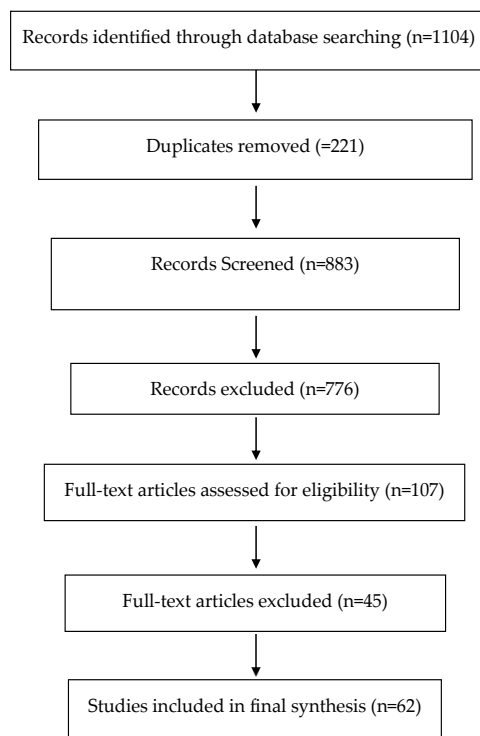 Records identified through database searching (n=1104)
Duplicates removed (=221)
Records Screened (n=883)
Records excluded (n=776)
Full-text articles assessed for eligibility (n=107)
Full-text articles excluded (n=45)
Studies included in final synthesis (n=62)